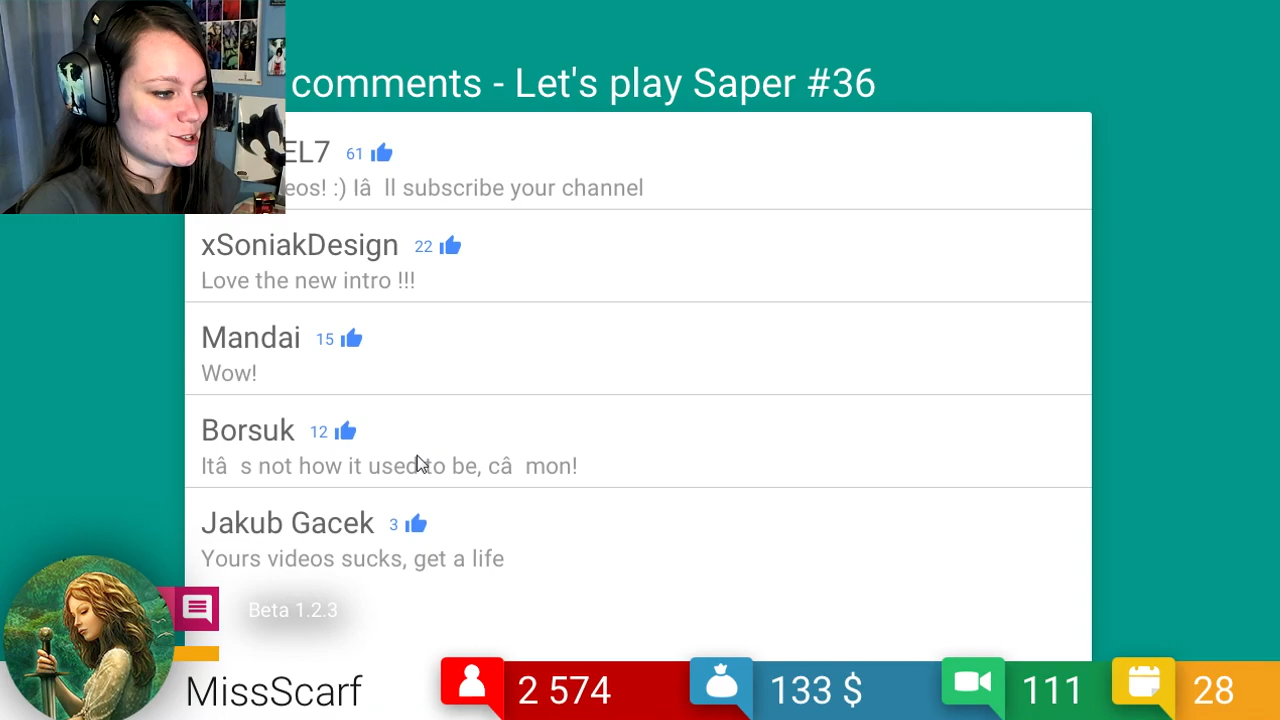 comments - Let's play Saper #36
EL7 61
eos! :) Iâ ll subscribe your channel
xSoniakDesign 22
Love the new intro !!!
Mandai 15
Wow!
Borsuk 12
Itâ s not how it used to be, câ mon!
Jakub Gacek 3
Yours videos sucks, get a life
Beta 1.2.3
MissScarf 2 574 133 $ 111 28